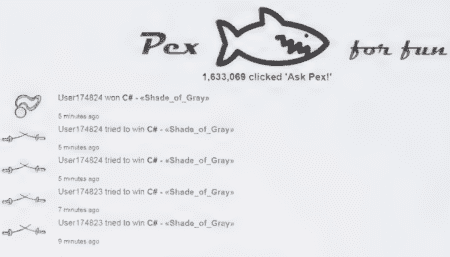 Pex for fun
1,633,069 clicked 'Ask Pex!'
User174824 won C# - «Shade_of_Gray»
5 minutes ago
User174824 tried to win C# - «Shade_of_Gray»
5 minutes ago
User174824 tried to win C# - «Shade_of_Gray»
5 minutes ago
User174823 tried to win C# - «Shade_of_Gray»
7 minutes ago
User174823 tried to win C# - «Shade_of_Gray»
9 minutes ago